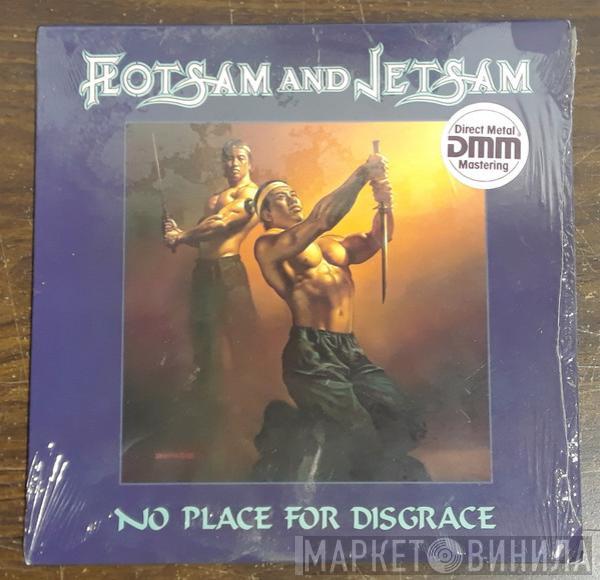 FLOTSAM AND JETSAM
Direct Metal
DMM
Mastering
NO PLACE FOR DISGRACE
МАРКЕТ ВИНИЛА